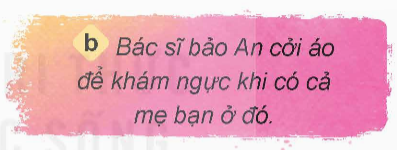 b Bác sĩ bảo An cởi áo
để khám ngực khi có cả
mẹ bạn ở đó.